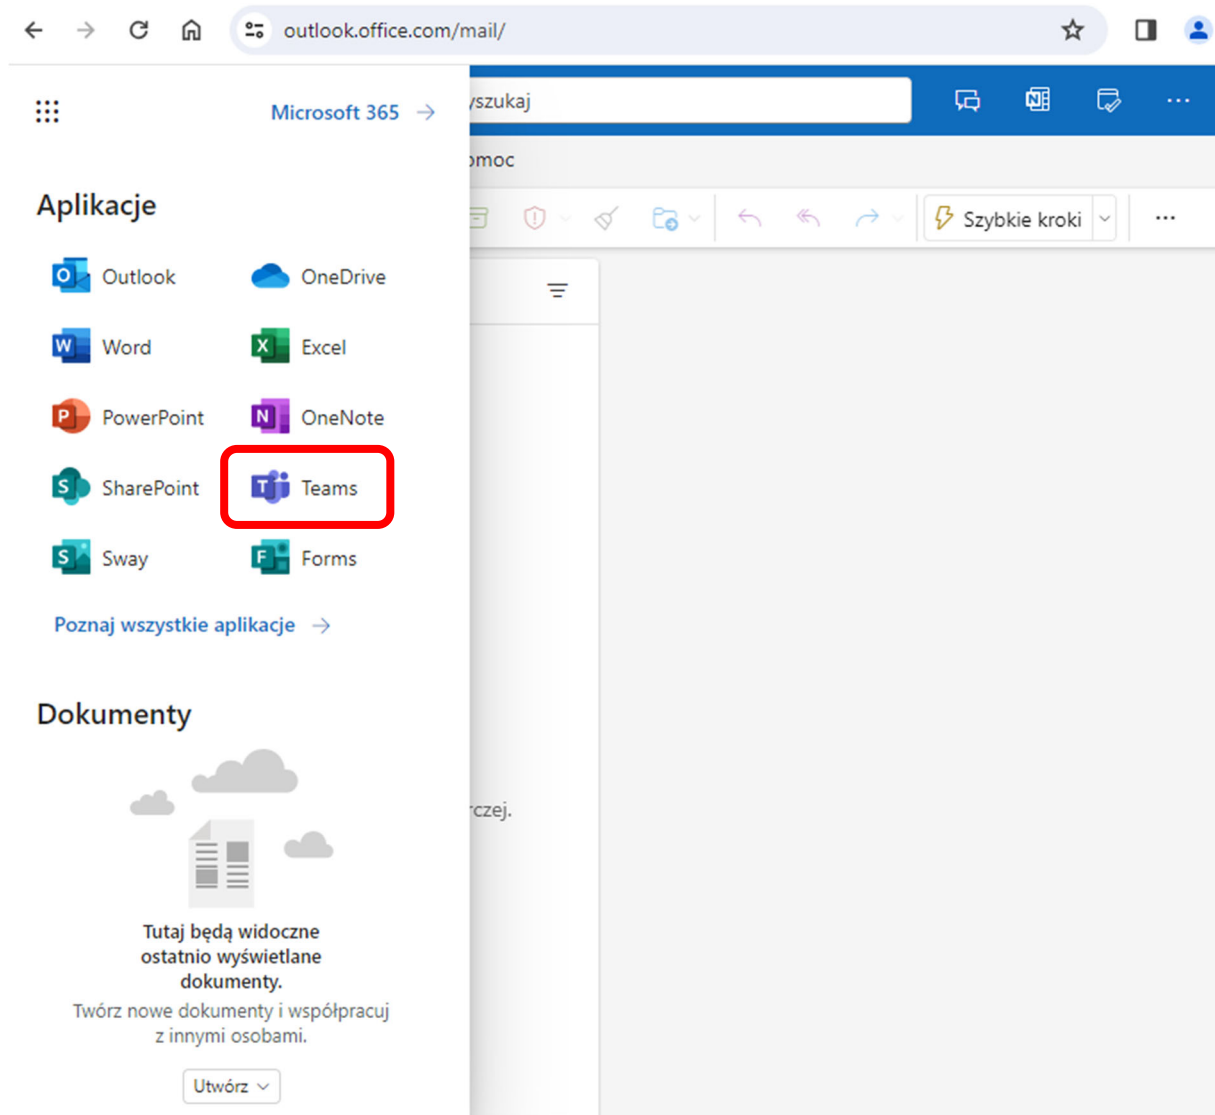 outlook.office.com/mail/
Microsoft 365
yszukaj
omoc
Aplikacje
Szybkie kroki
Outlook
OneDrive
Word
Excel
PowerPoint
OneNote
SharePoint
Teams
Sway
Forms
Poznaj wszystkie aplikacje
Dokumenty
czej.
Tutaj będą widoczne
ostatnio wyświetlane
dokumenty.
Twórz nowe dokumenty i współpracuj
z innymi osobami.
Utwórz